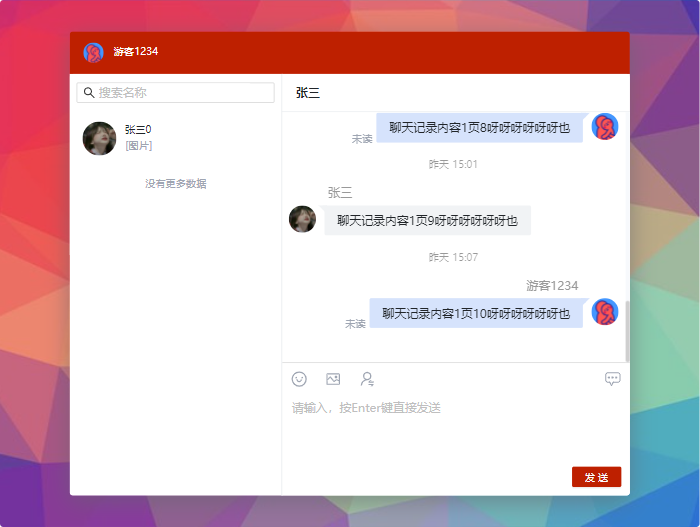 游客1234
搜索名称
张三0
[图片]
没有更多数据
张三
未读
聊天记录内容1页8呀呀呀呀呀呀也
昨天 15:01
张三
聊天记录内容1页9呀呀呀呀呀呀也
昨天 15:07
游客1234
未读
聊天记录内容1页10呀呀呀呀呀呀也
请输入，按Enter键直接发送
发 送